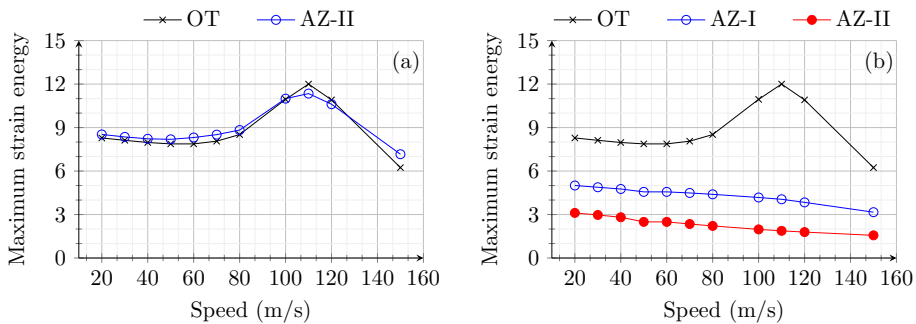 OT AZ-II
15
12
9
6
3
0
Maximum strain energy
(a)
20 40 60 80 100 120 140 160
Speed (m/s)
OT AZ-I AZ-II
15
12
9
6
3
0
Maximum strain energy
(b)
20 40 60 80 100 120 140 160
Speed (m/s)